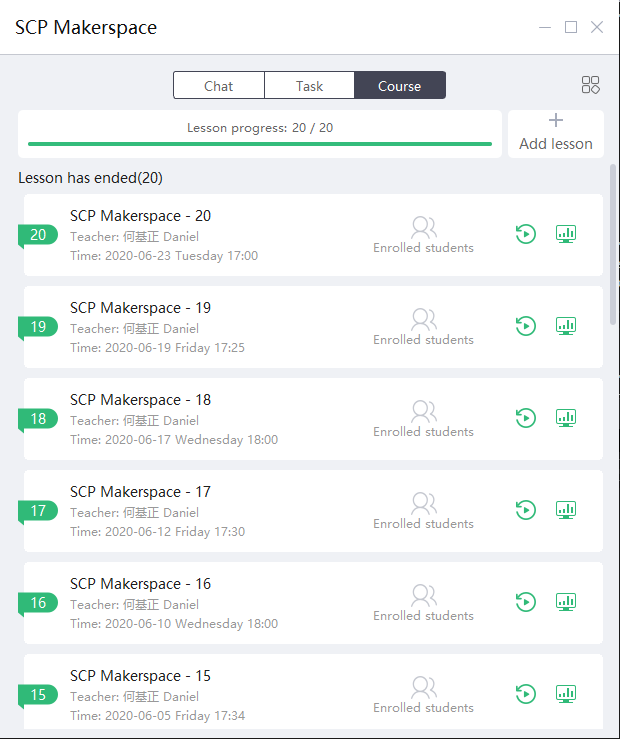 SCP Makerspace
Chat Task Course
Lesson progress: 20 / 20
Add lesson
Lesson has ended(20)
20
SCP Makerspace - 20
Teacher: 何基正 Daniel
Time: 2020-06-23 Tuesday 17:00
Enrolled students
19
SCP Makerspace - 19
Teacher: 何基正 Daniel
Time: 2020-06-19 Friday 17:25
Enrolled students
18
SCP Makerspace - 18
Teacher: 何基正 Daniel
Time: 2020-06-17 Wednesday 18:00
Enrolled students
17
SCP Makerspace - 17
Teacher: 何基正 Daniel
Time: 2020-06-12 Friday 17:30
Enrolled students
16
SCP Makerspace - 16
Teacher: 何基正 Daniel
Time: 2020-06-10 Wednesday 18:00
Enrolled students
15
SCP Makerspace - 15
Teacher: 何基正 Daniel
Time: 2020-06-05 Friday 17:34
Enrolled students